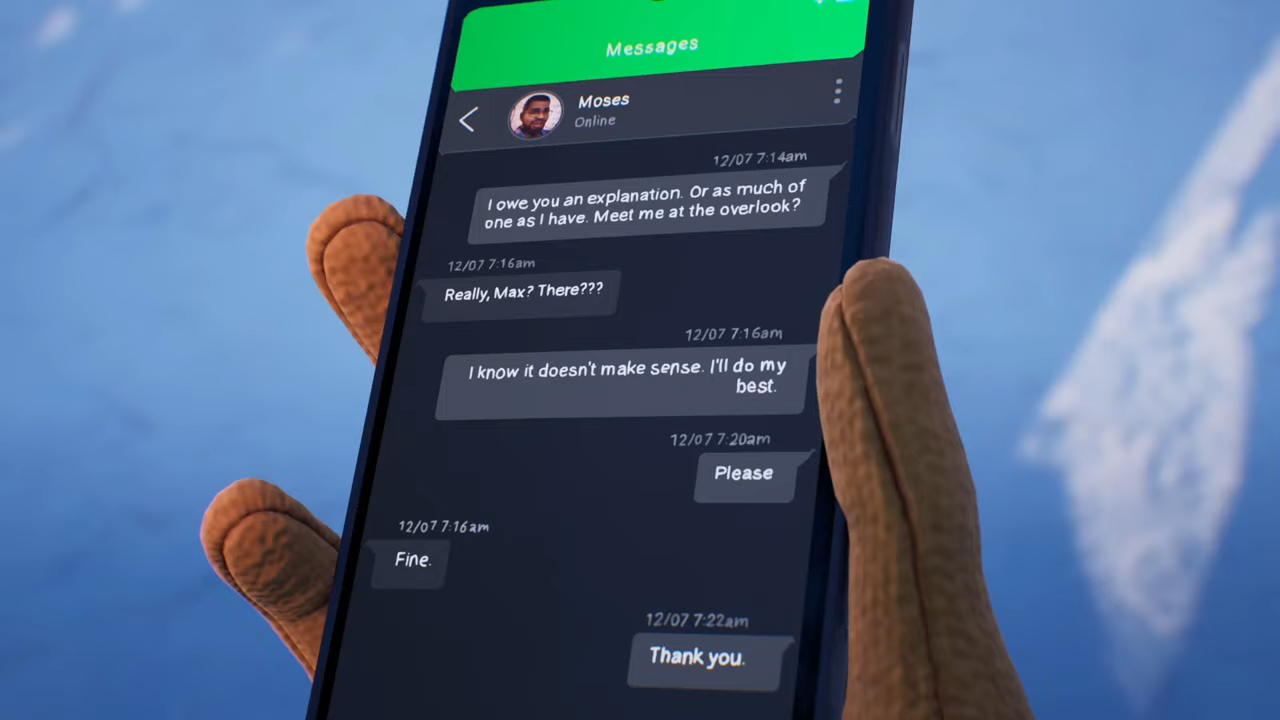 Messages
Moses
Online
12/07 7:14am
I owe you an explanation. Or as much of
one as I have. Meet me at the overlook?
12/07 7:16am
Really, Max? There???
12/07 7:16am
I know it doesn't make sense. I'll do my
best.
12/07 7:20am
Please
12/07 7:16am
Fine.
12/07 7:22am
Thank you.